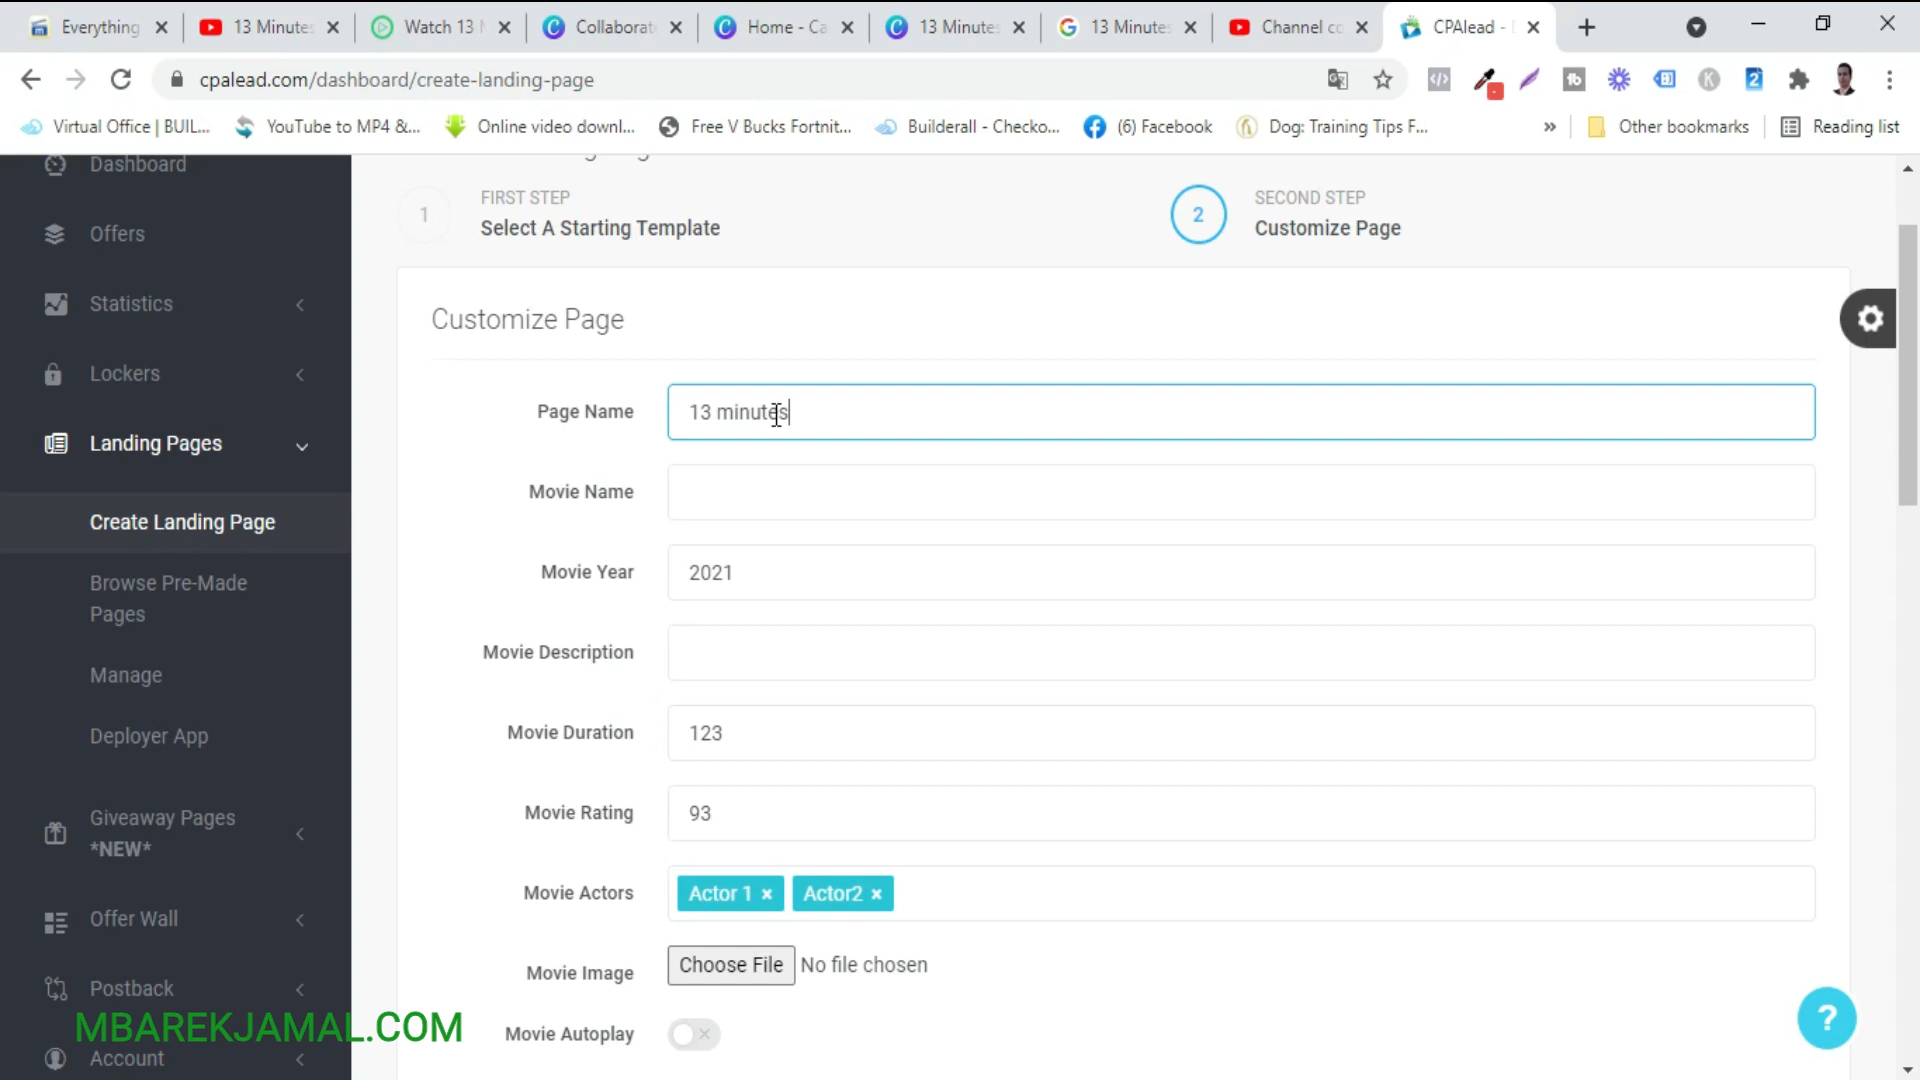 Everything
13 Minutes
Watch 13
Collaborat
Home - Ca
13 Minutes
13 Minutes
Channel co
CPAlead -
cpalead.com/dashboard/create-landing-page
Virtual Office | BUIL...
YouTube to MP4 &...
Online video downl...
Free V Bucks Fortnit...
Builderall - Checko...
(6) Facebook
Dog: Training Tips F...
Other bookmarks
Reading list
Dashboard
Offers
Statistics
Lockers
Landing Pages
Create Landing Page
Browse Pre-Made
Pages
Manage
Deployer App
Giveaway Pages
*NEW*
Offer Wall
Postback
MBAREKJAMAL.COM
Account
1
FIRST STEP
Select A Starting Template
2
SECOND STEP
Customize Page
Customize Page
Page Name
13 minutes
Movie Name
Movie Year
2021
Movie Description
Movie Duration
123
Movie Rating
93
Movie Actors
Actor 1 ×
Actor2 ×
Movie Image
Choose File No file chosen
Movie Autoplay
?